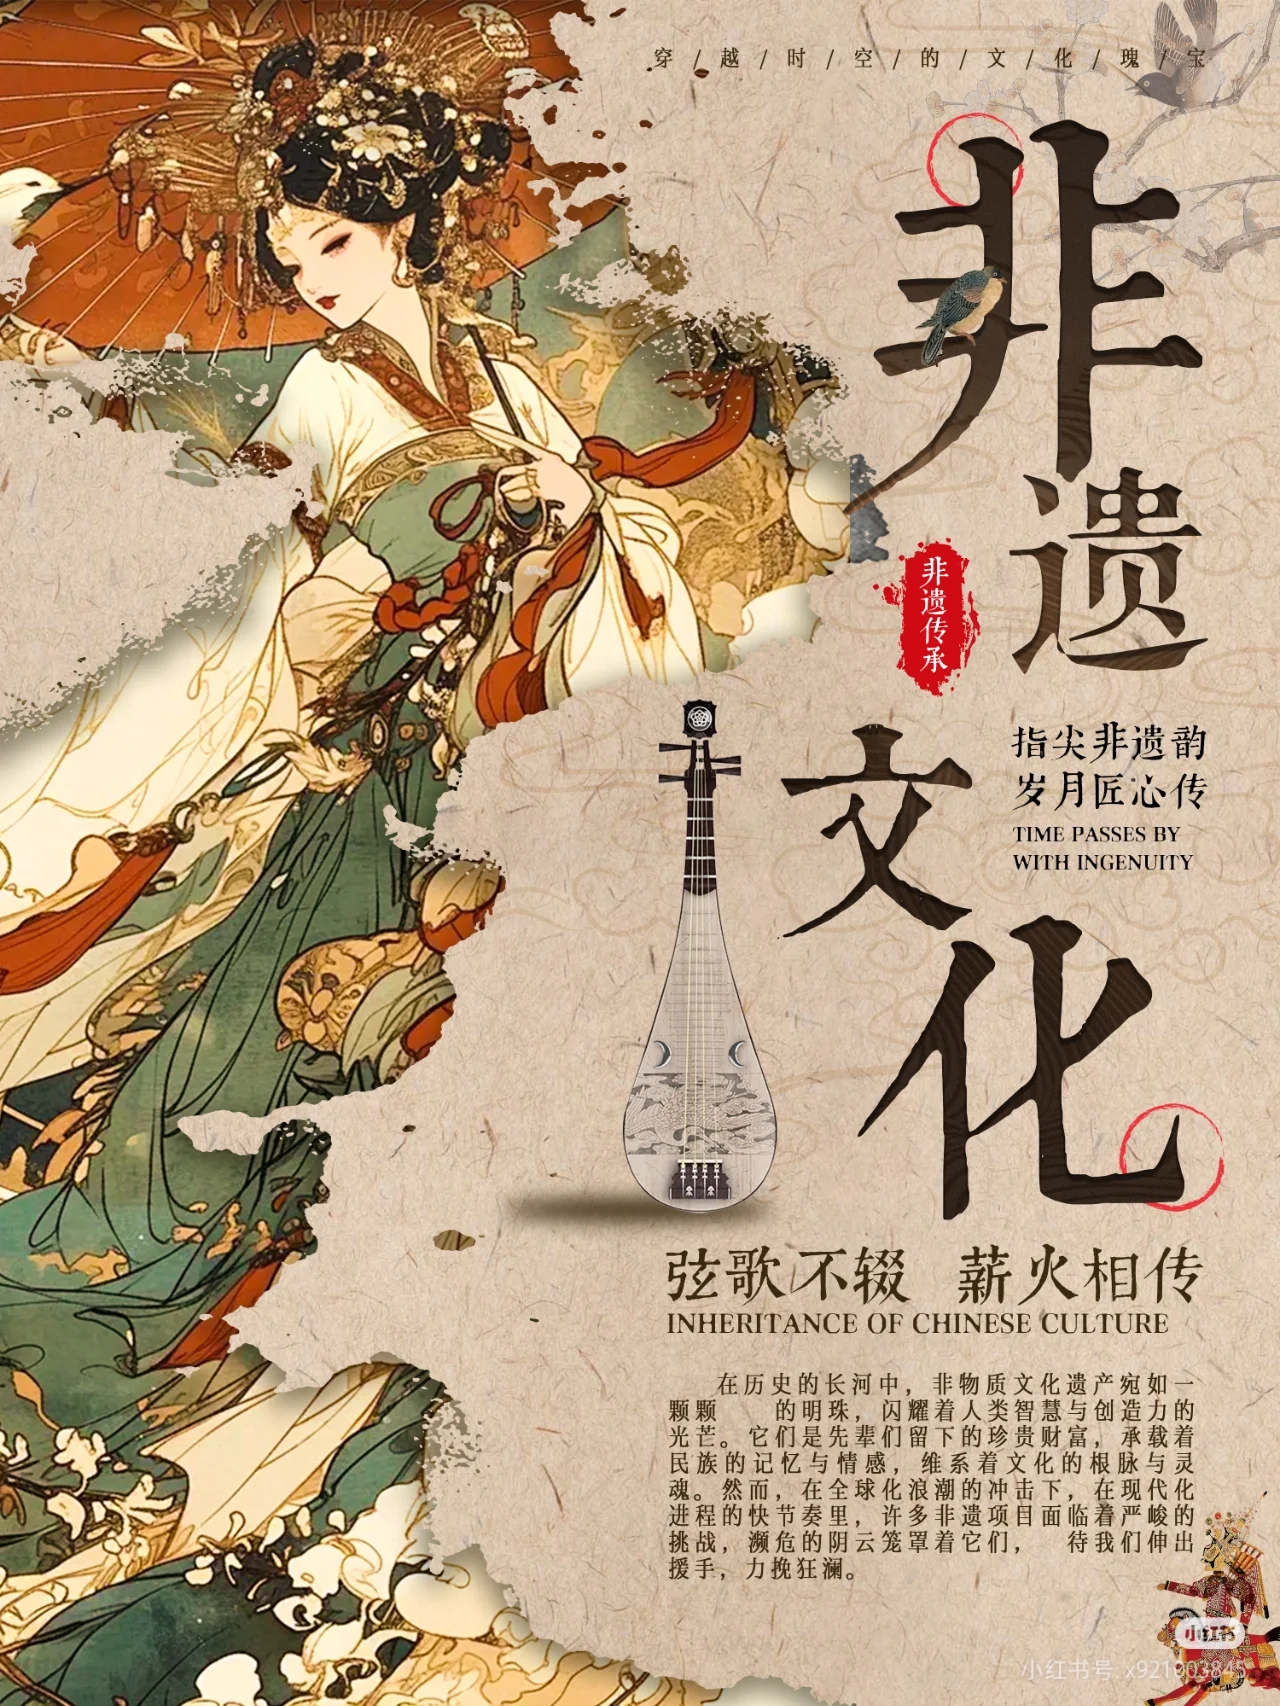 穿/越/时/空/的/文/化/瑰/宝
非遗
文化
非遗传承
指尖非遗韵
岁月匠心传
TIME PASSES BY
WITH INGENUITY
弦歌不辍 薪火相传
INHERITANCE OF CHINESE CULTURE
在历史的长河中，非物质文化遗产宛如一
颗颗 的明珠，闪耀着人类智慧与创造力的
光芒。它们是先辈们留下的珍贵财富，承载着
民族的记忆与情感，维系着文化的根脉与灵
魂。然而，在全球化浪潮的冲击下，在现代化
进程的快节奏里，许多非遗项目面临着严峻的
挑战，濒危的阴云笼罩着它们， 待我们伸出
援手，力挽狂澜。
小红书
小红书号: x921003845